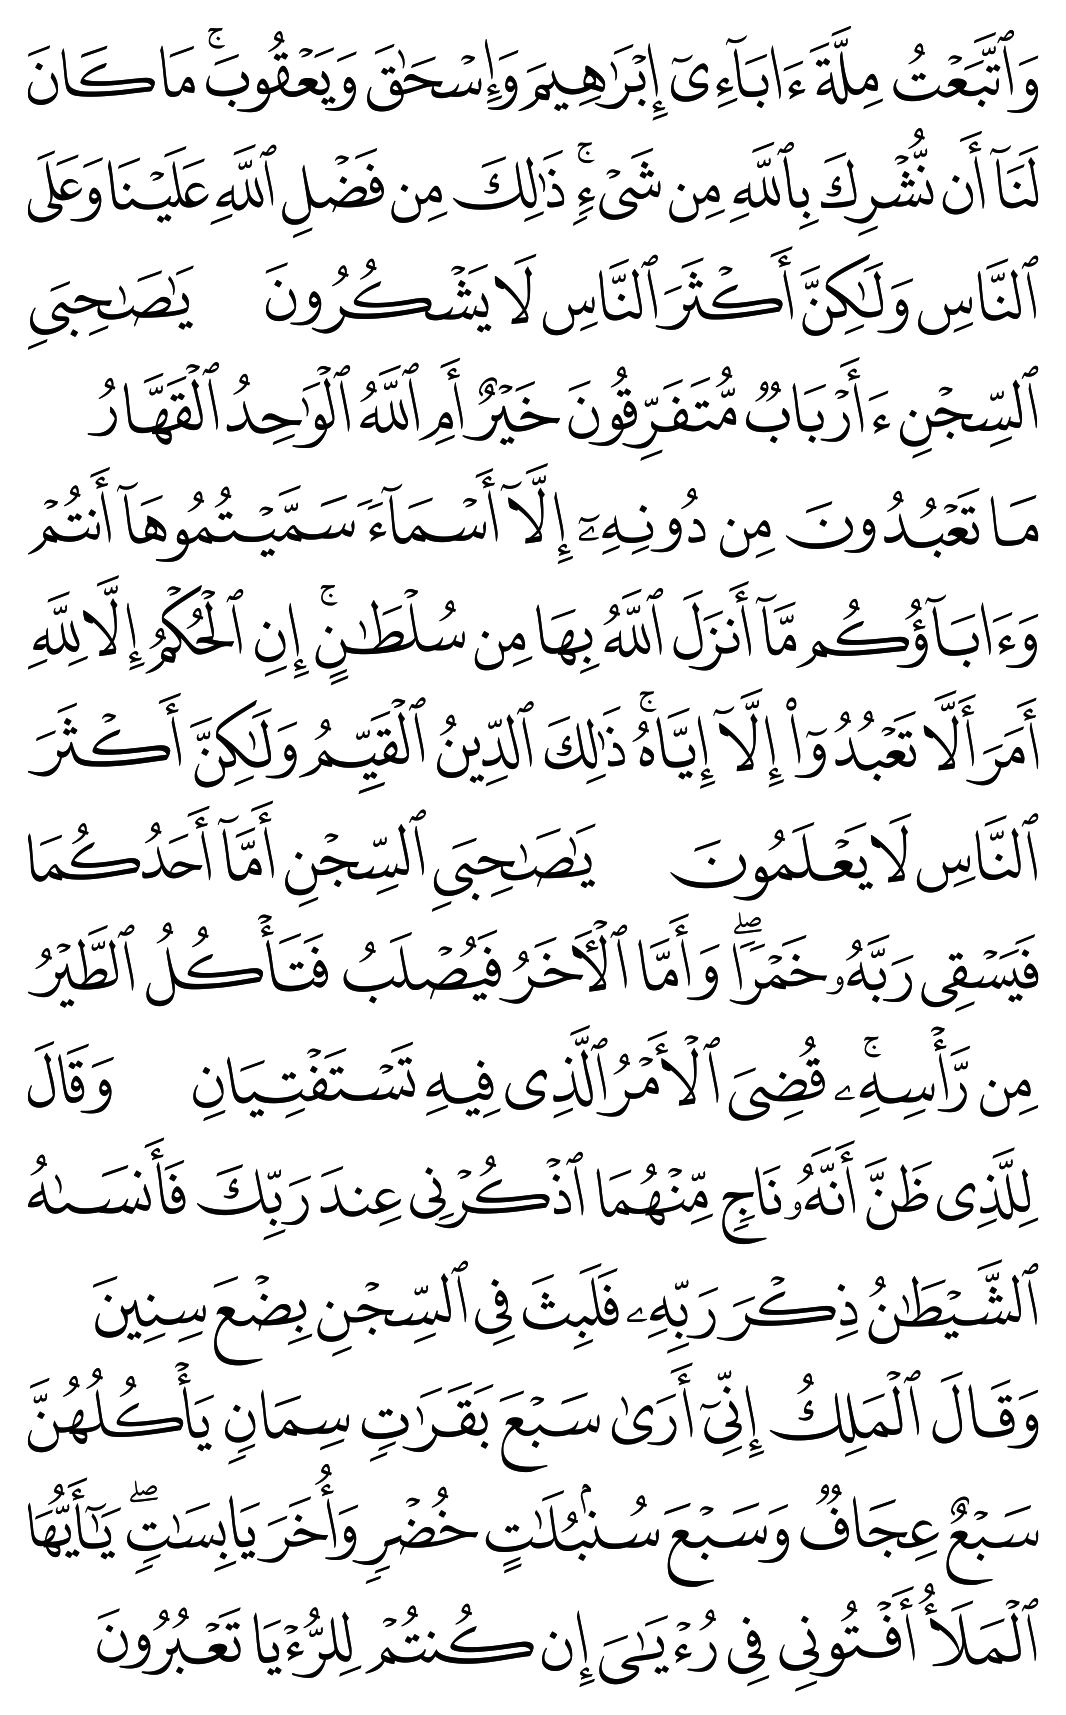 وَٱتَّبَعۡتُ مِلَّةَ ءَابَآءِيٓ إِبۡرَٰهِيمَ وَإِسۡحَٰقَ وَيَعۡقُوبَۚ مَا كَانَ
لَنَآ أَن نُّشۡرِكَ بِٱللَّهِ مِن شَيۡءٖۚ ذَٰلِكَ مِن فَضۡلِ ٱللَّهِ عَلَيۡنَا وَعَلَى
ٱلنَّاسِ وَلَٰكِنَّ أَكۡثَرَ ٱلنَّاسِ لَا يَشۡكُرُونَ يَٰصَٰحِبَيِ
ٱلسِّجۡنِ ءَأَرۡبَابٞ مُّتَفَرِّقُونَ خَيۡرٌ أَمِ ٱللَّهُ ٱلۡوَٰحِدُ ٱلۡقَهَّارُ
مَا تَعۡبُدُونَ مِن دُونِهِۦٓ إِلَّآ أَسۡمَآءٗ سَمَّيۡتُمُوهَآ أَنتُمۡ
وَءَابَآؤُكُم مَّآ أَنزَلَ ٱللَّهُ بِهَا مِن سُلۡطَٰنٍۚ إِنِ ٱلۡحُكۡمُ إِلَّا لِلَّهِ
أَمَرَ أَلَّا تَعۡبُدُوٓاْ إِلَّآ إِيَّاهُۚ ذَٰلِكَ ٱلدِّينُ ٱلۡقَيِّمُ وَلَٰكِنَّ أَكۡثَرَ
ٱلنَّاسِ لَا يَعۡلَمُونَ يَٰصَٰحِبَيِ ٱلسِّجۡنِ أَمَّآ أَحَدُكُمَا
فَيَسۡقِي رَبَّهُۥ خَمۡرٗاۖ وَأَمَّا ٱلۡأٓخَرُ فَيُصۡلَبُ فَتَأۡكُلُ ٱلطَّيۡرُ
مِن رَّأۡسِهِۦۚ قُضِيَ ٱلۡأَمۡرُ ٱلَّذِي فِيهِ تَسۡتَفۡتِيَانِ وَقَالَ
لِلَّذِي ظَنَّ أَنَّهُۥ نَاجٖ مِّنۡهُمَا ٱذۡكُرۡنِي عِندَ رَبِّكَ فَأَنسَىٰهُ
ٱلشَّيۡطَٰنُ ذِكۡرَ رَبِّهِۦ فَلَبِثَ فِي ٱلسِّجۡنِ بِضۡعَ سِنِينَ
وَقَالَ ٱلۡمَلِكُ إِنِّيٓ أَرَىٰ سَبۡعَ بَقَرَٰتٖ سِمَانٖ يَأۡكُلُهُنَّ
سَبۡعٌ عِجَافٞ وَسَبۡعَ سُنۢبُلَٰتٍ خُضۡرٖ وَأُخَرَ يَابِسَٰتٖۖ يَٰٓأَيُّهَا
ٱلۡمَلَأُ أَفۡتُونِي فِي رُءۡيَٰيَ إِن كُنتُمۡ لِلرُّءۡيَا تَعۡبُرُونَ